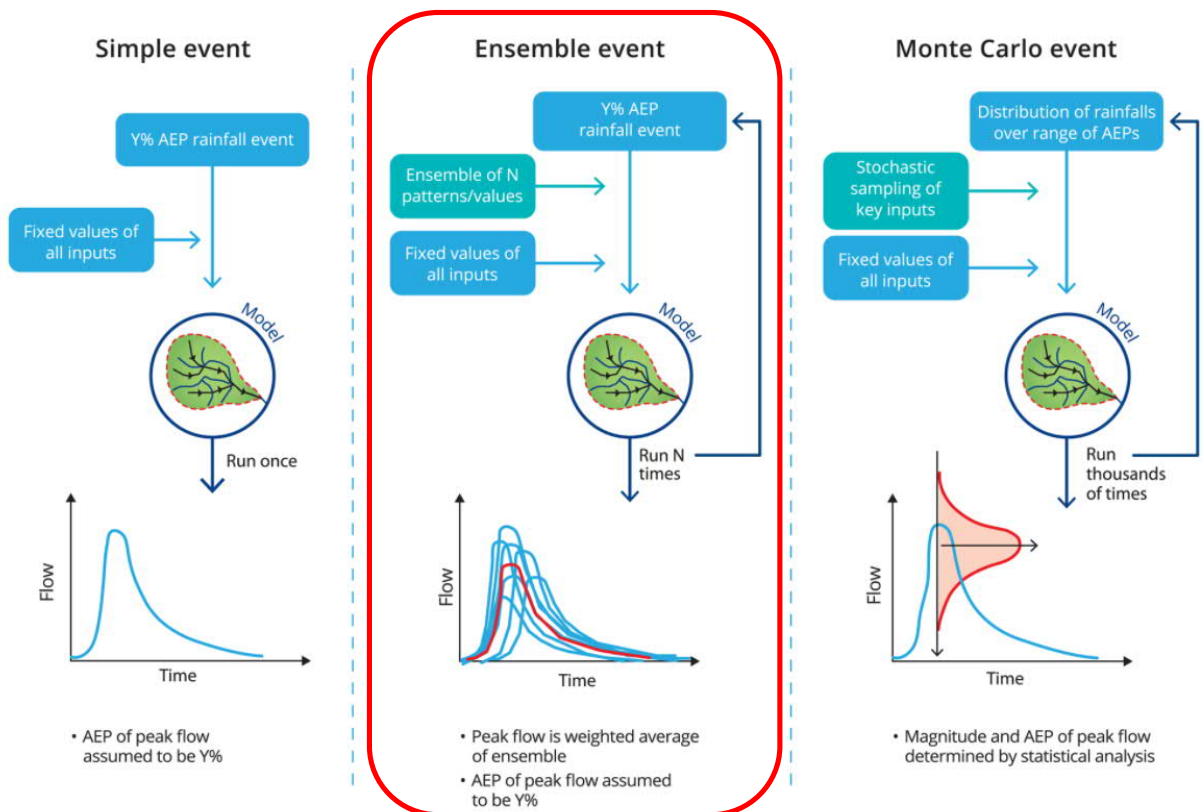 Simple event
Y% AEP rainfall event
Fixed values of
all inputs
Model
Run once
Flow
Time
• AEP of peak flow
assumed to be Y%
Ensemble event
Y% AEP
rainfall event
Ensemble of N
patterns/values
Fixed values of
all inputs
Model
Run N
times
Flow
Time
• Peak flow is weighted average
of ensemble
• AEP of peak flow assumed
to be Y%
Monte Carlo event
Distribution of rainfalls
over range of AEPs
Stochastic
sampling of
key inputs
Fixed values of
all inputs
Model
Run
thousands
of times
Flow
Time
• Magnitude and AEP of peak flow
determined by statistical analysis